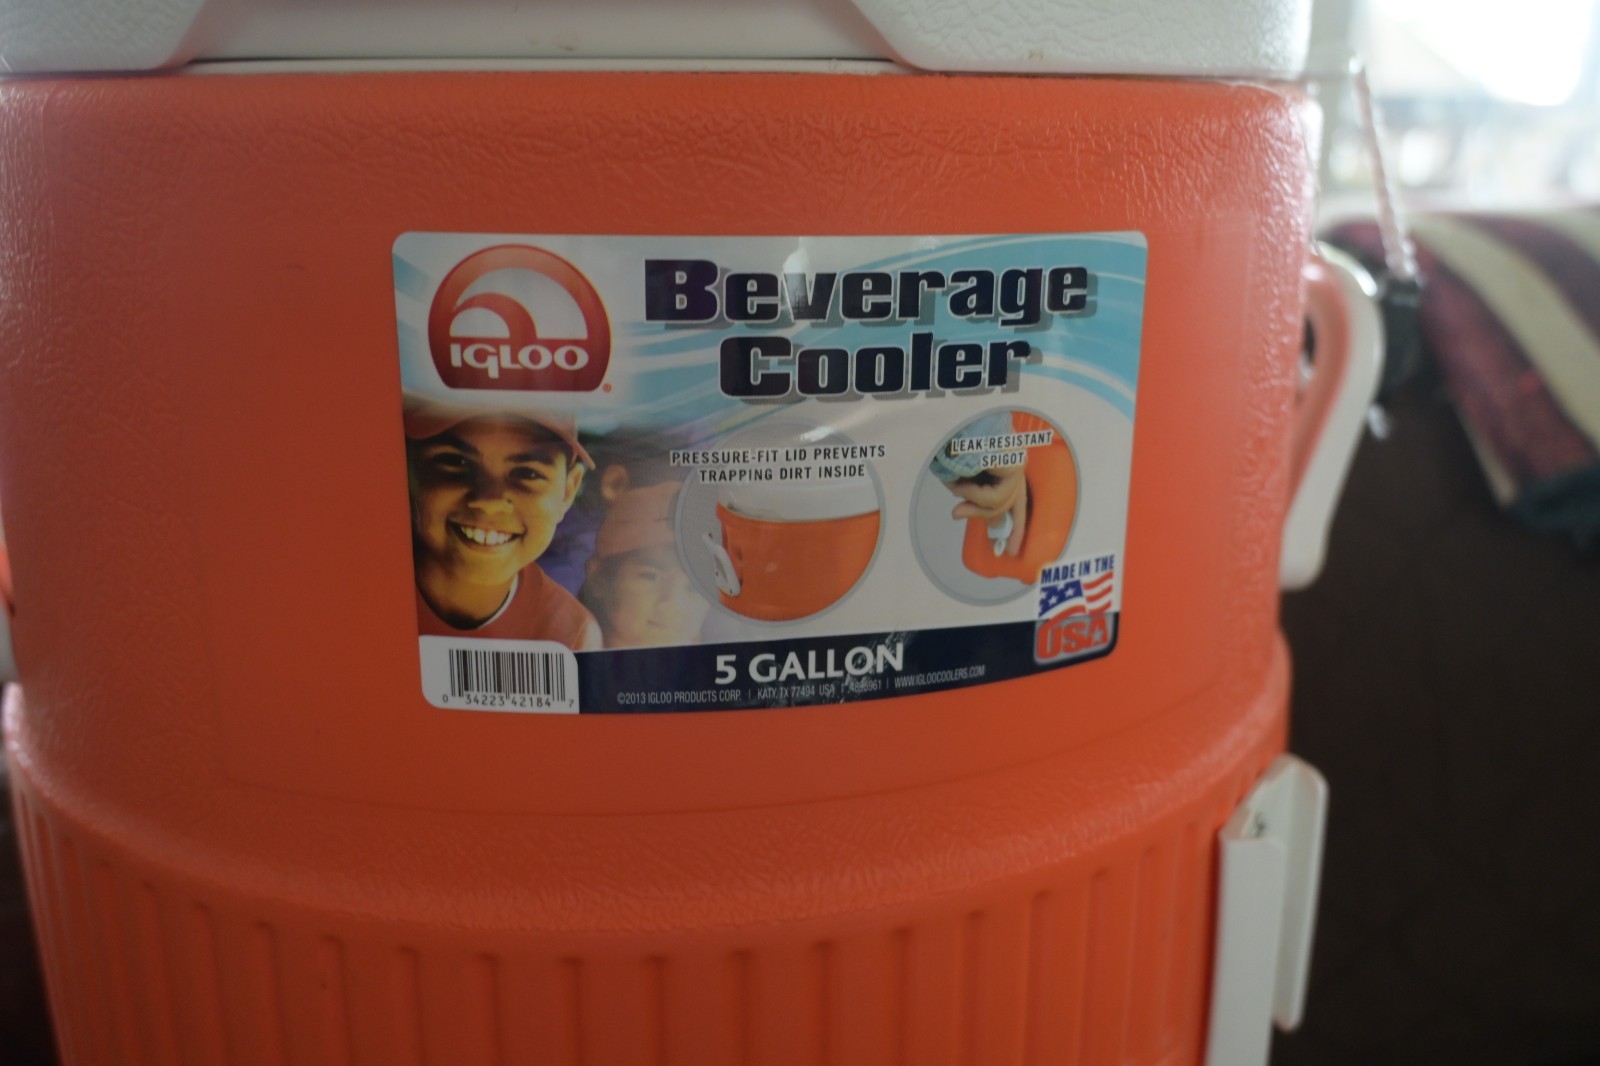 IGLOO
®
Beverage
Cooler
PRESSURE-FIT LID PREVENTS
TRAPPING DIRT INSIDE
LEAK-RESISTANT
SPIGOT
MADE IN THE
USA
5 GALLON
0 34223 42184 7
©2013 IGLOO PRODUCTS CORP. | KATY, TX 77494 USA | WWW.IGLOOCOOLERS.COM